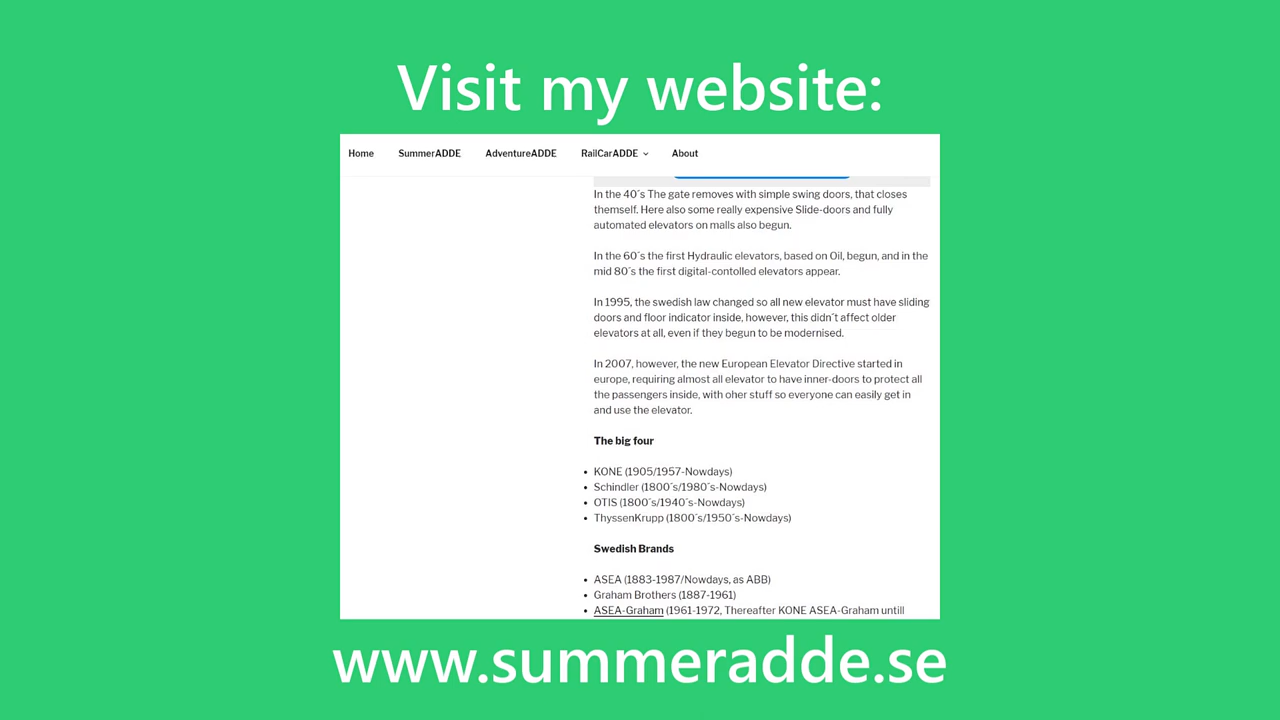 Visit my website:
Home SummerADDE AdventureADDE RailCarADDE About
In the 40´s The gate removes with simple swing doors, that closes
themself. Here also some really expensive Slide-doors and fully
automated elevators on malls also begun.
In the 60´s the first Hydraulic elevators, based on Oil, begun, and in the
mid 80´s the first digital-contolled elevators appear.
In 1995, the swedish law changed so all new elevator must have sliding
doors and floor indicator inside, however, this didn´t affect older
elevators at all, even if they begun to be modernised.
In 2007, however, the new European Elevator Directive started in
europe, requiring almost all elevator to have inner-doors to protect all
the passengers inside, with oher stuff so everyone can easily get in
and use the elevator.
The big four
• KONE (1905/1957-Nowdays)
• Schindler (1800´s/1980´s-Nowdays)
• OTIS (1800´s/1940´s-Nowdays)
• ThyssenKrupp (1800´s/1950´s-Nowdays)
Swedish Brands
• ASEA (1883-1987/Nowdays, as ABB)
• Graham Brothers (1887-1961)
• ASEA-Graham (1961-1972, Thereafter KONE ASEA-Graham untill
www.summeradde.se